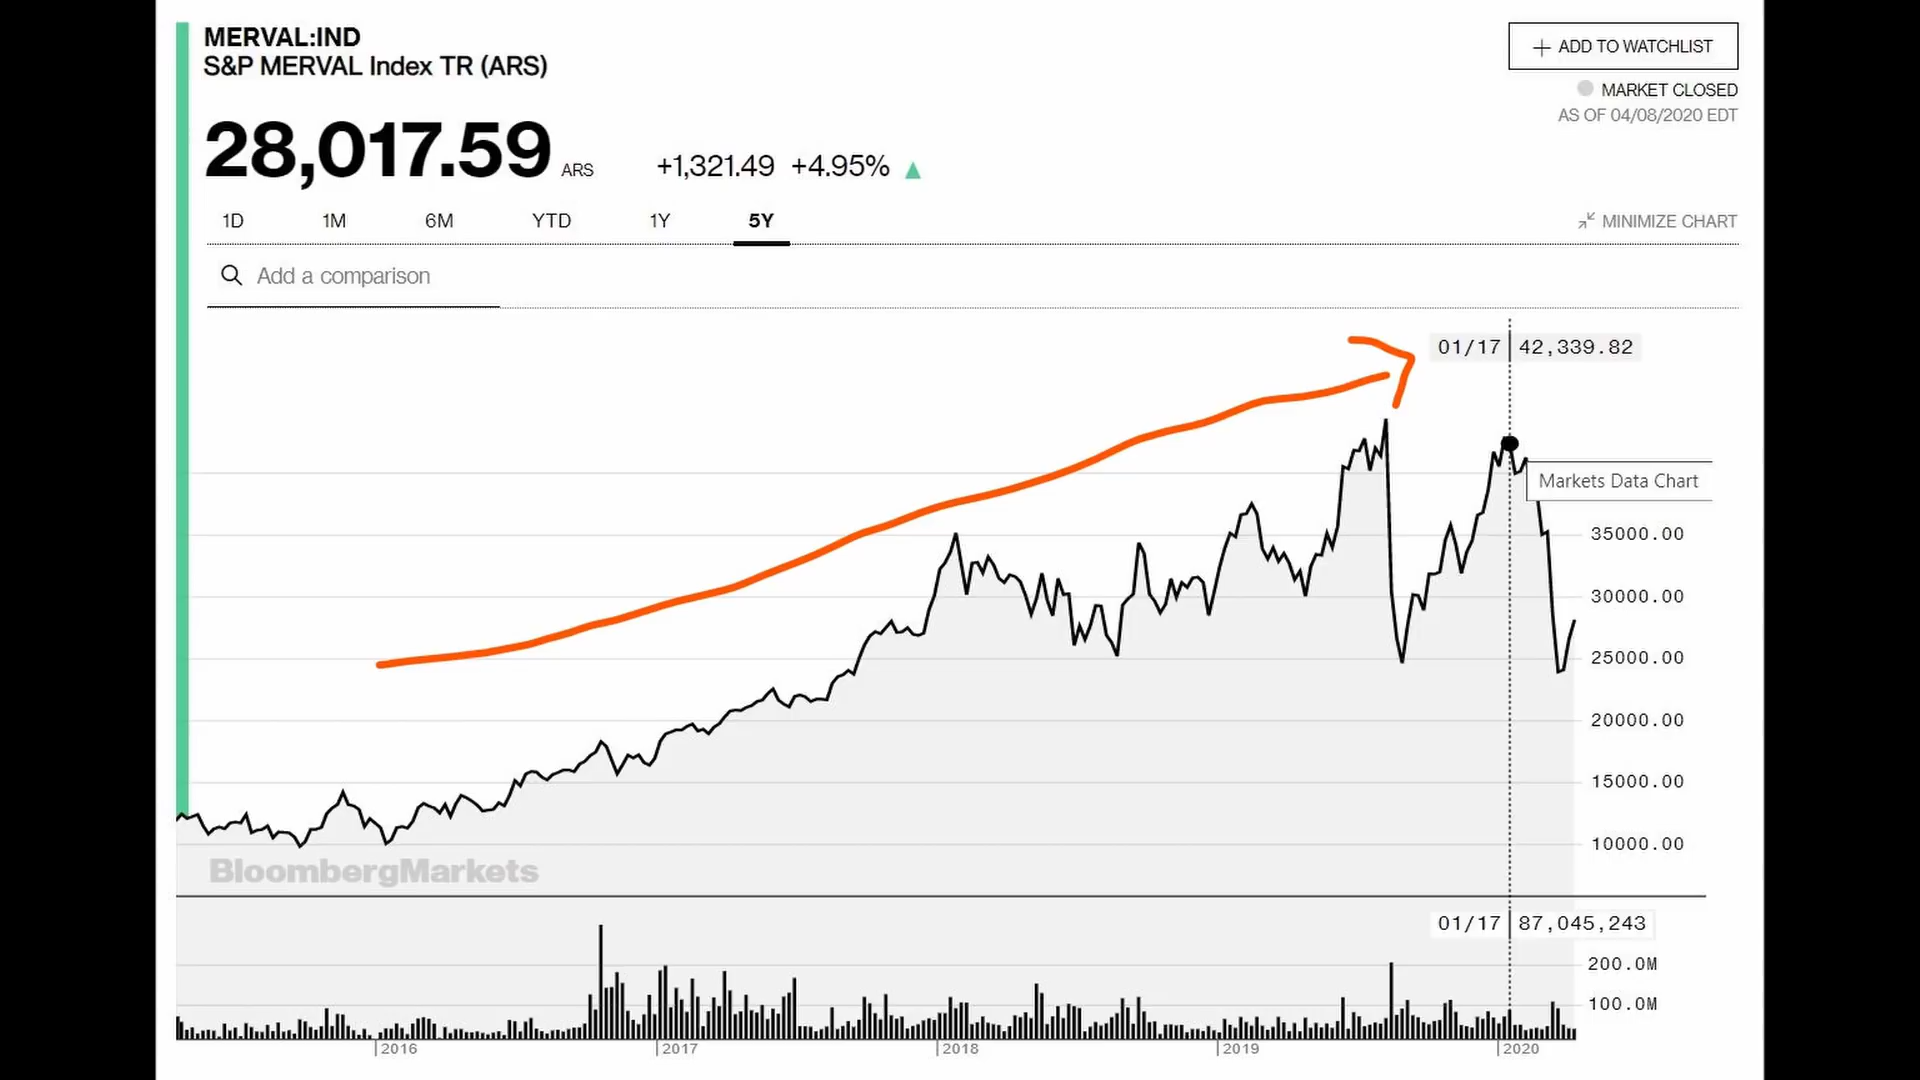 MERVAL:IND
S&P MERVAL Index TR (ARS)
+ ADD TO WATCHLIST
MARKET CLOSED
AS OF 04/08/2020 EDT
28,017.59 ARS +1,321.49 +4.95%
1D 1M 6M YTD 1Y 5Y
MINIMIZE CHART
Add a comparison
01/17 42,339.82
Markets Data Chart
35000.00
30000.00
25000.00
20000.00
15000.00
10000.00
BloombergMarkets
01/17 87,045,243
200.0M
100.0M
2016 2017 2018 2019 2020